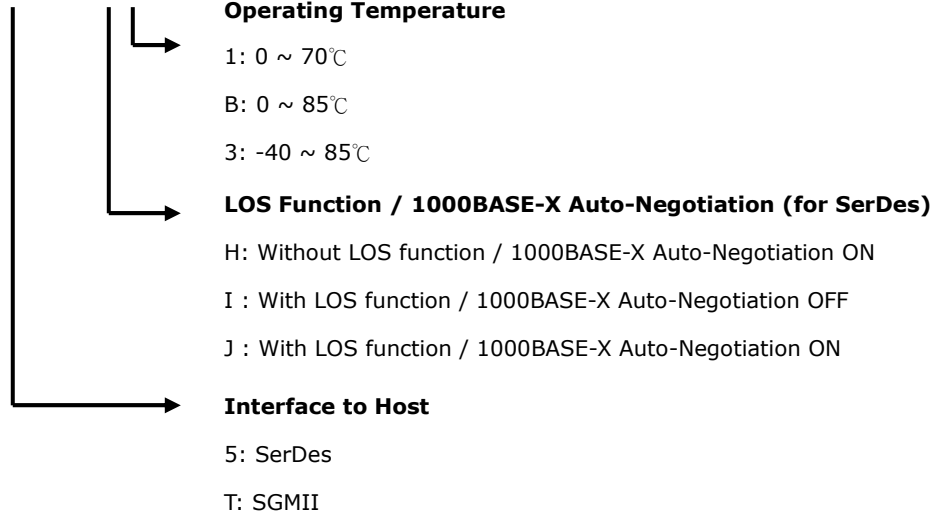 Operating Temperature
1: 0 ~ 70℃
B: 0 ~ 85℃
3: -40 ~ 85℃
LOS Function / 1000BASE-X Auto-Negotiation (for SerDes)
H: Without LOS function / 1000BASE-X Auto-Negotiation ON
I : With LOS function / 1000BASE-X Auto-Negotiation OFF
J : With LOS function / 1000BASE-X Auto-Negotiation ON
Interface to Host
5: SerDes
T: SGMII